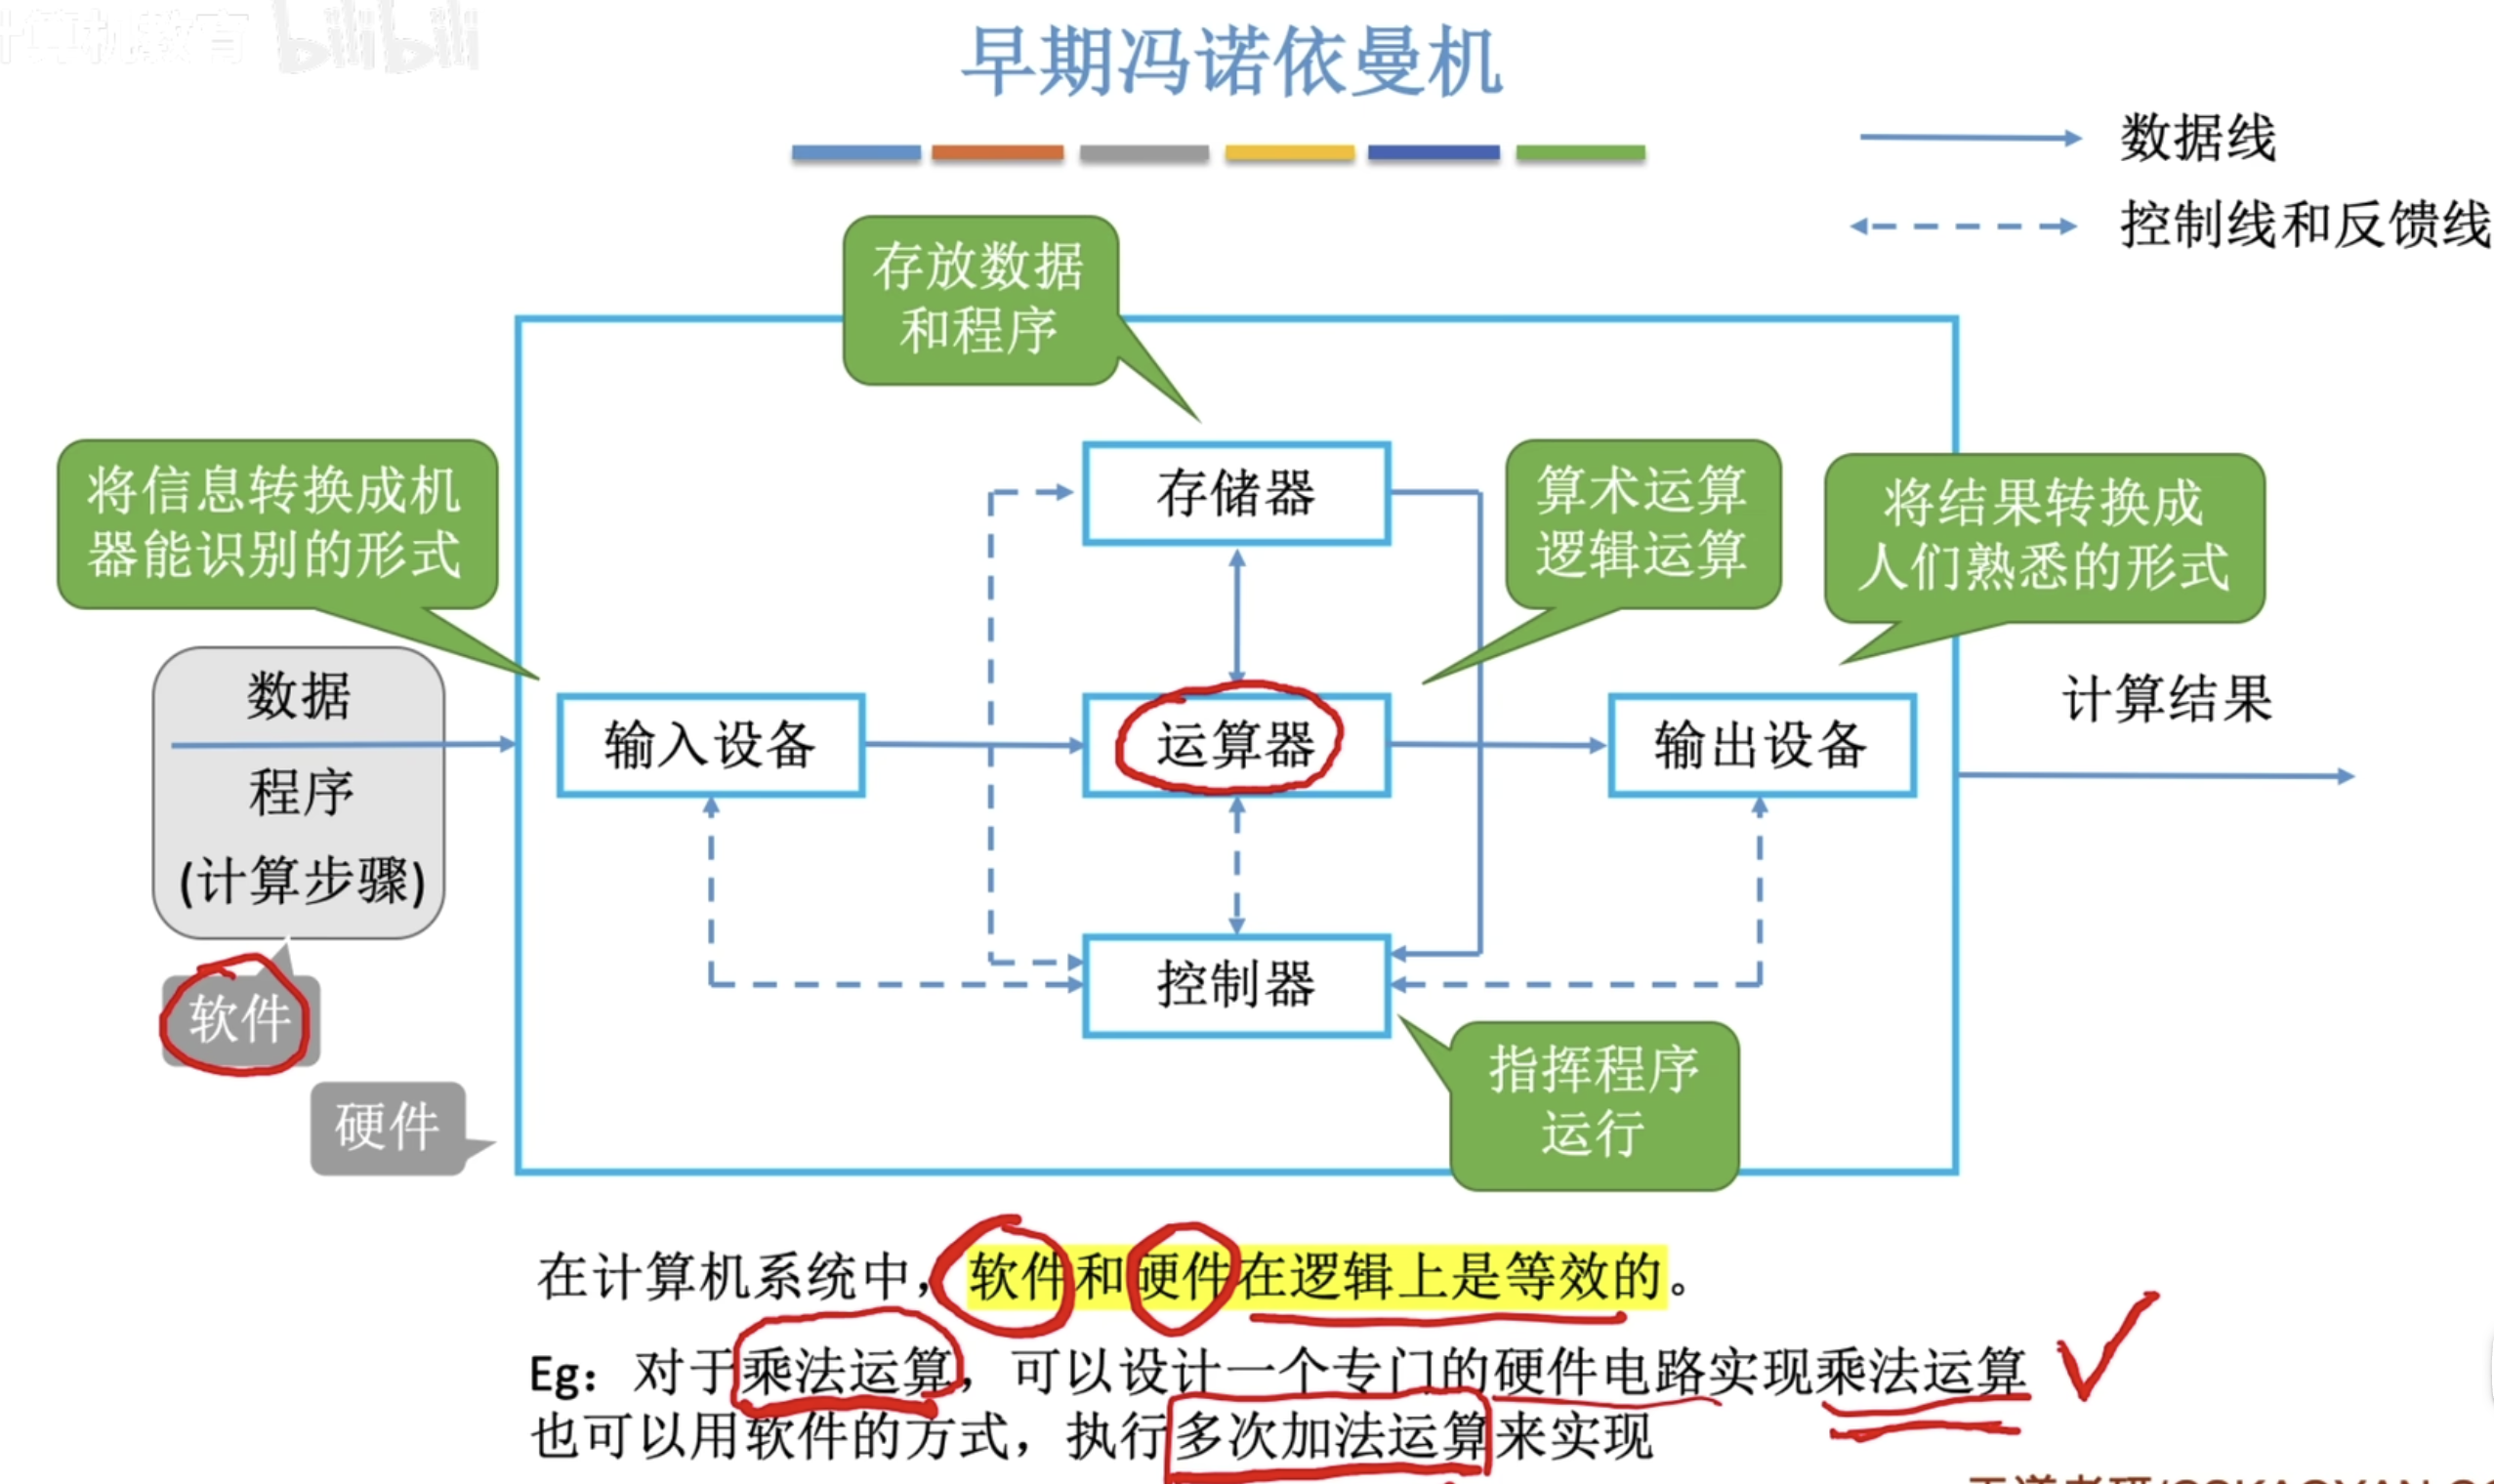 计算机教育 bilibili
早期冯诺依曼机
数据线
控制线和反馈线
存放数据
和程序
将信息转换成机
器能识别的形式
存储器
算术运算
逻辑运算
将结果转换成
人们熟悉的形式
数据
程序
(计算步骤)
输入设备
运算器
输出设备
计算结果
软件
硬件
控制器
指挥程序
运行
在计算机系统中，软件和硬件在逻辑上是等效的。
Eg：对于乘法运算，可以设计一个专门的硬件电路实现乘法运算
也可以用软件的方式，执行多次加法运算来实现